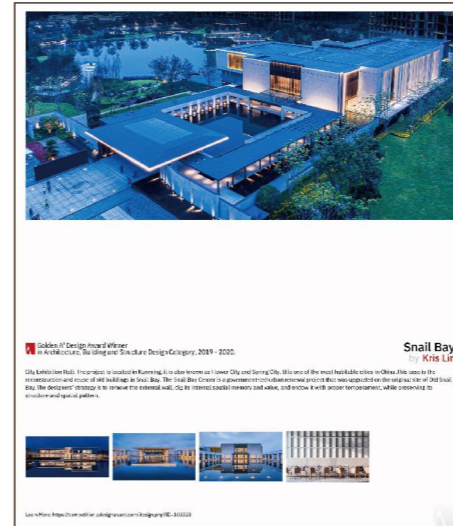 Golden A' Design Award Winner
in Architecture, Building and Structure Design Category, 2019 - 2020.
Snail Bay
by Kris Lin
City Exhibition Hall. The project is located in Kunming, it is also known as Flower City and Spring City. It is one of the most habitable cities in China. This case is the
reconstruction and reuse of old buildings in Snail Bay. The Snail Bay Center is a government-led urban renewal project that was upgraded on the original site of Old Snail
Bay. The designers' strategy is to remove the external wall, dig its internal spatial memory and value, and endow it with proper temperament, while preserving its
structure and spatial pattern.
Learn More: